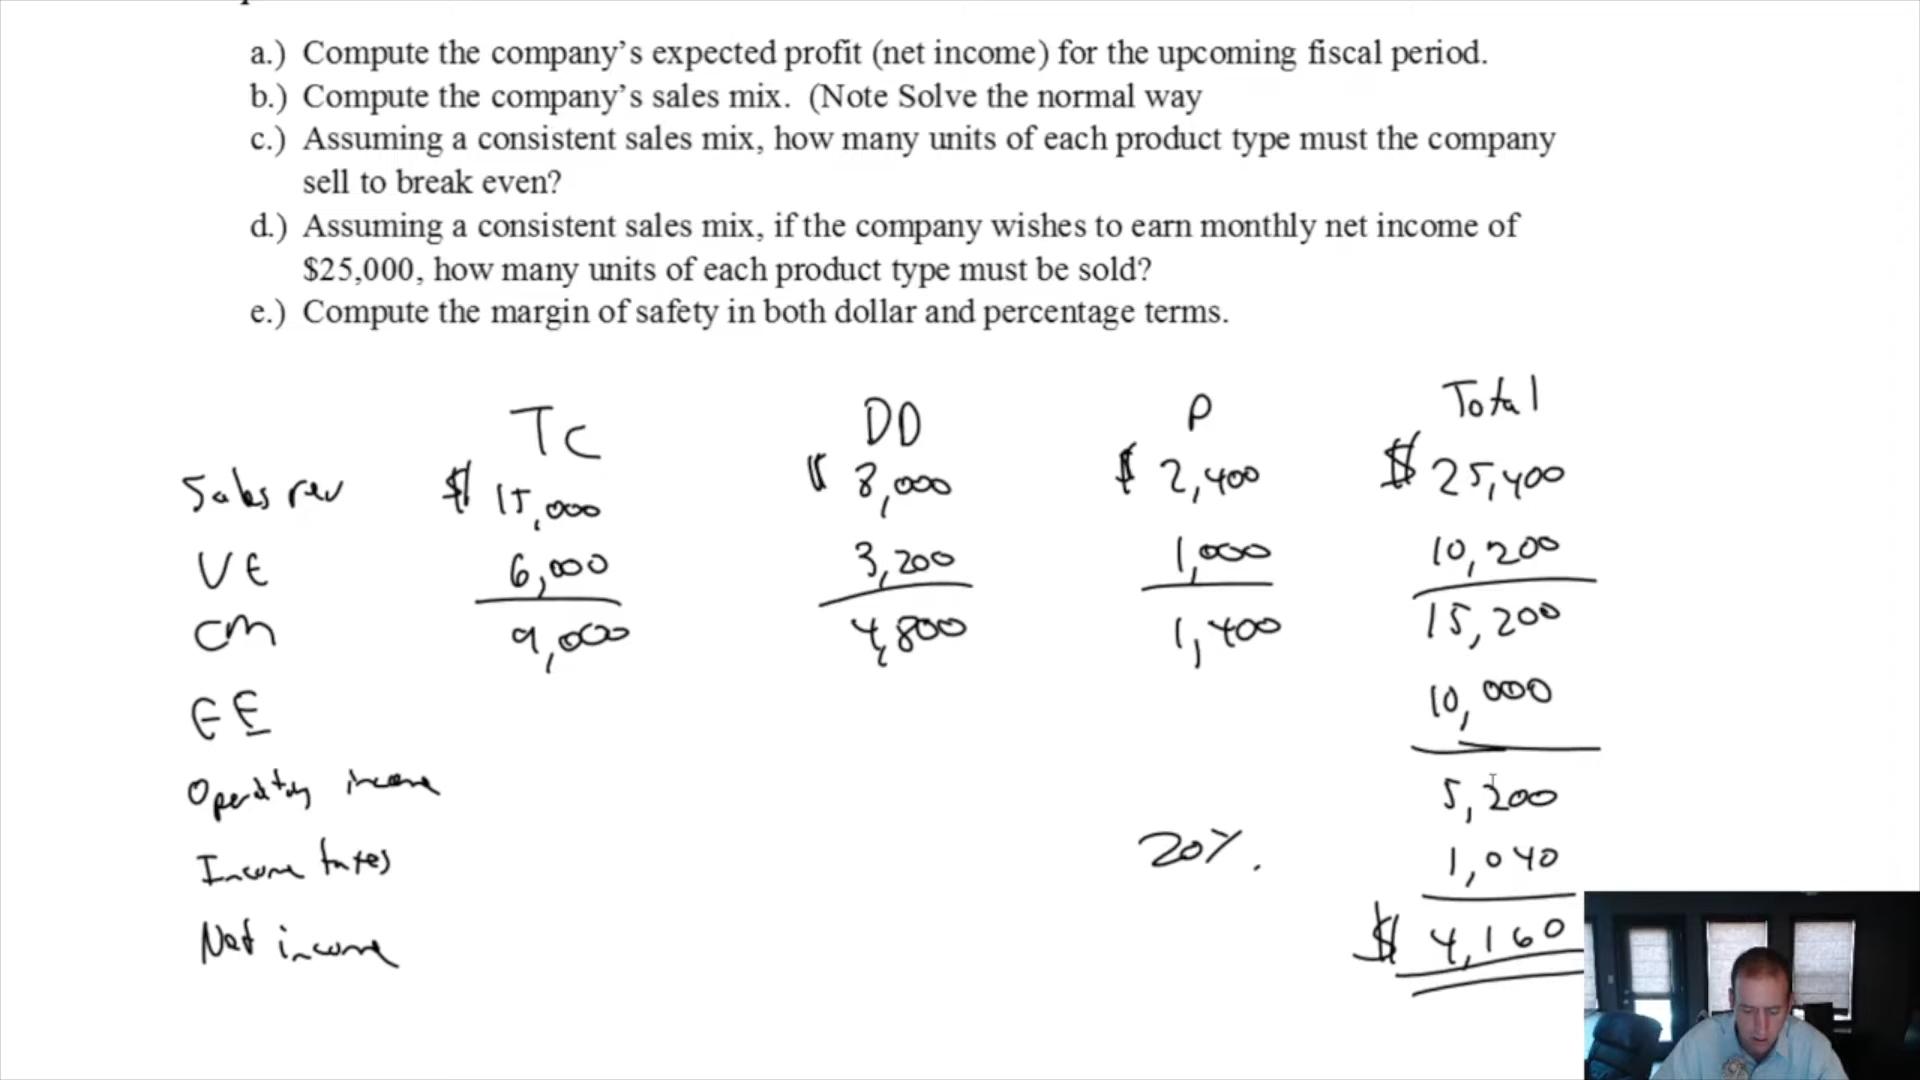 a.) Compute the company’s expected profit (net income) for the upcoming fiscal period.
b.) Compute the company’s sales mix. (Note Solve the normal way
c.) Assuming a consistent sales mix, how many units of each product type must the company
sell to break even?
d.) Assuming a consistent sales mix, if the company wishes to earn monthly net income of
$25,000, how many units of each product type must be sold?
e.) Compute the margin of safety in both dollar and percentage terms.
TC DD P Total
Sales rev $ 15,000 $ 8,000 $ 2,400 $ 25,400
VE 6,000 3,200 1,000 10,200
CM 9,000 4,800 1,400 15,200
FE 10,000
Operating income 5,200
Income taxes 20%. 1,040
Net income $ 4,160